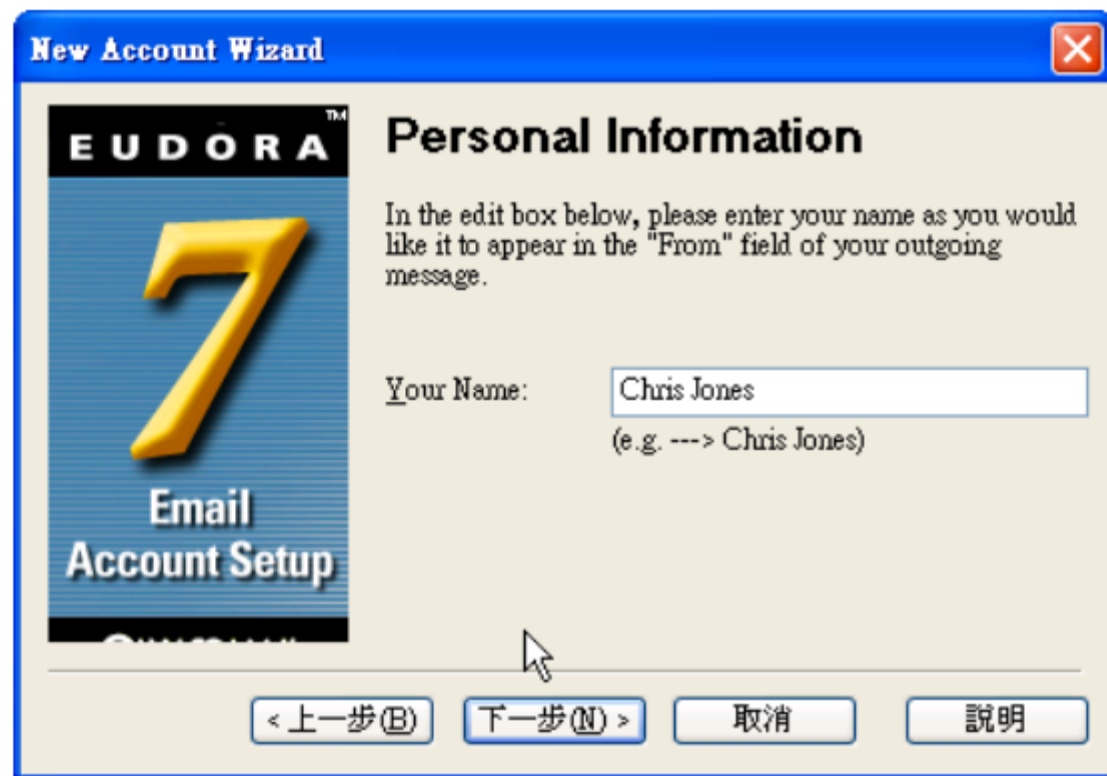 New Account Wizard
EUDORA™
7
Email
Account Setup
Personal Information
In the edit box below, please enter your name as you would
like it to appear in the "From" field of your outgoing
message.
Your Name: Chris Jones
(e.g. ---> Chris Jones)
< 上一步(B) 下一步(N) > 取消 說明